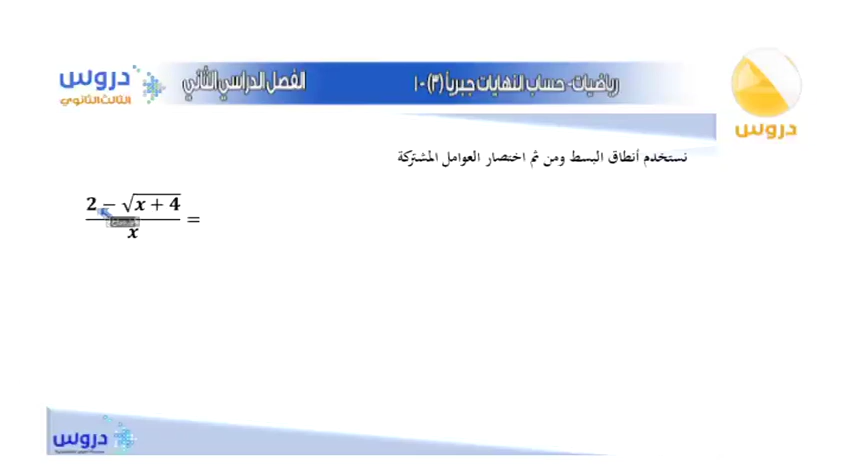 دروس
الثالث الثانوي
الفصل الدراسي الثاني
رياضيات- حساب النهايات جبرياً (٣) -١
دروس
نستخدم أنطاق البسط ومن ثم اختصار العوامل المشتركة
2 − √(x + 4)
x
=
دروس